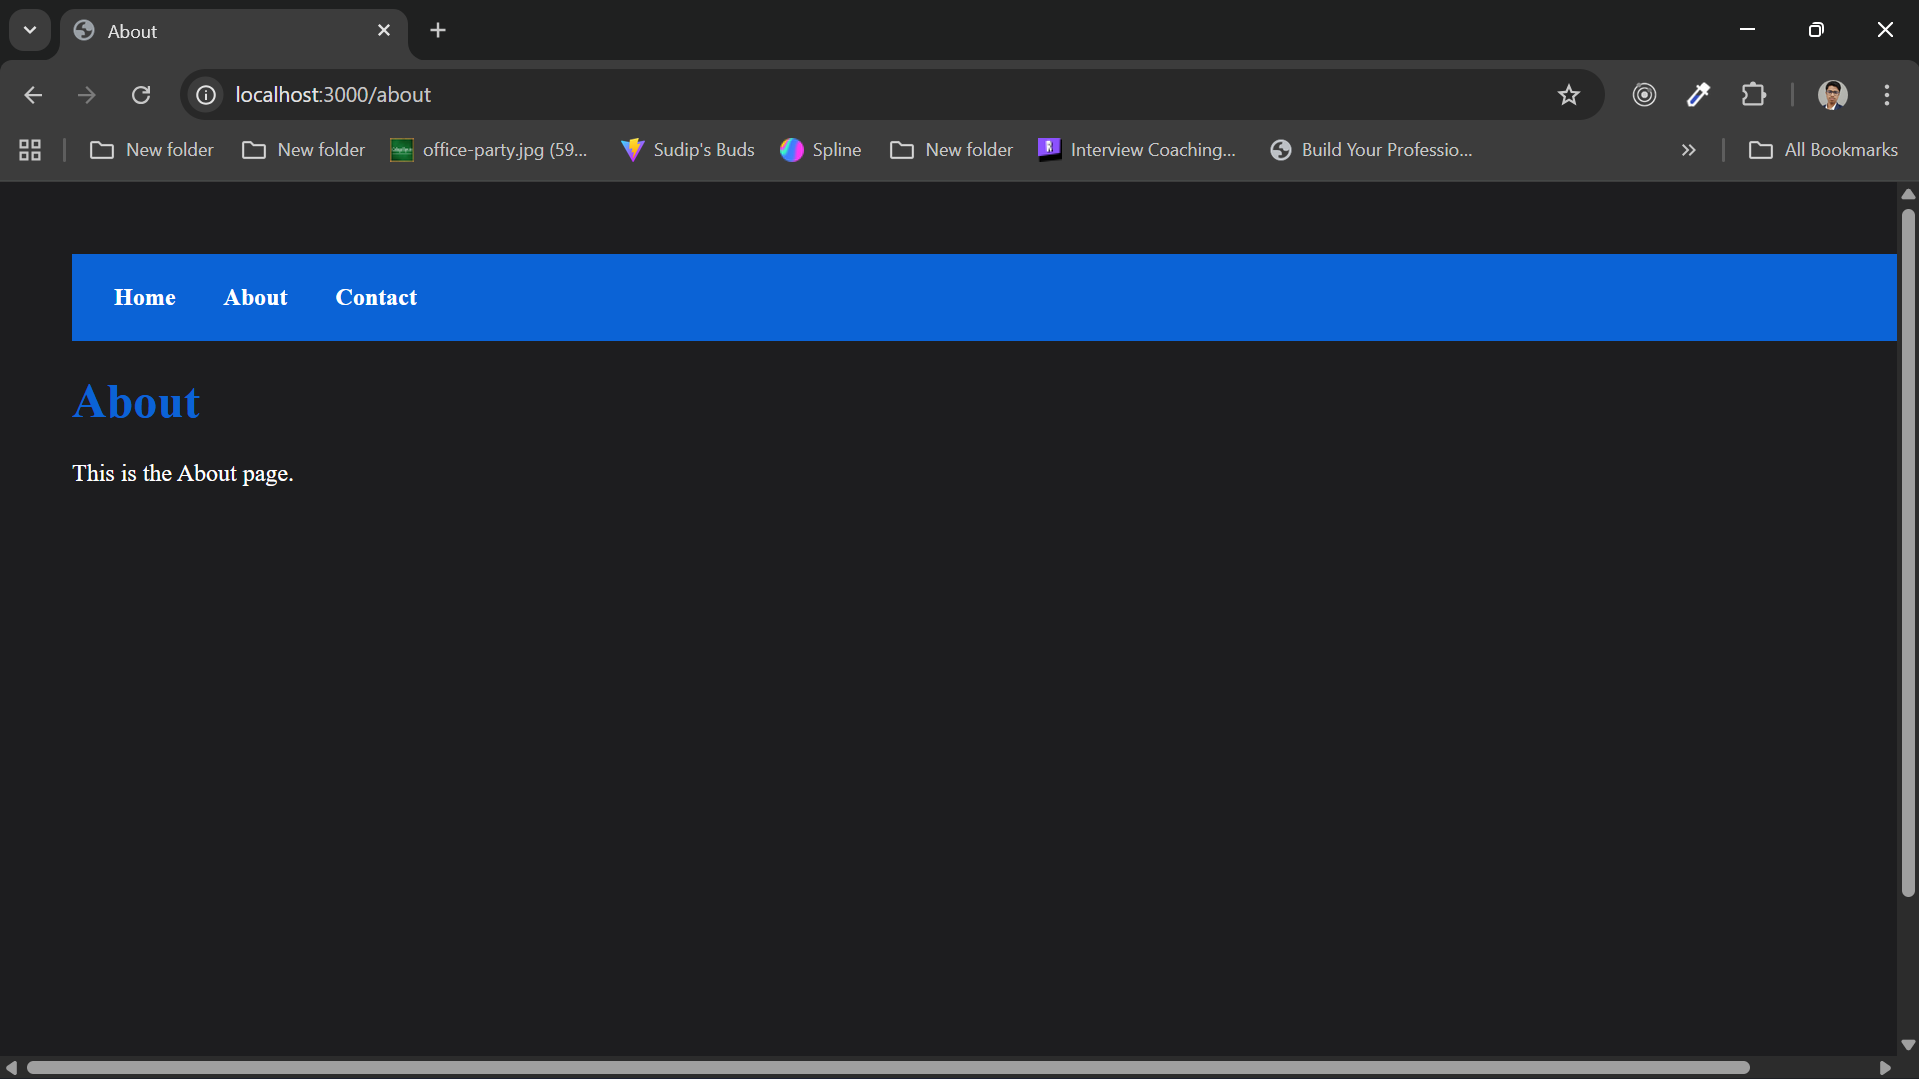 About
localhost:3000/about
New folder New folder office-party.jpg (59... Sudip's Buds Spline New folder Interview Coaching... Build Your Professio... All Bookmarks
Home About Contact
About
This is the About page.